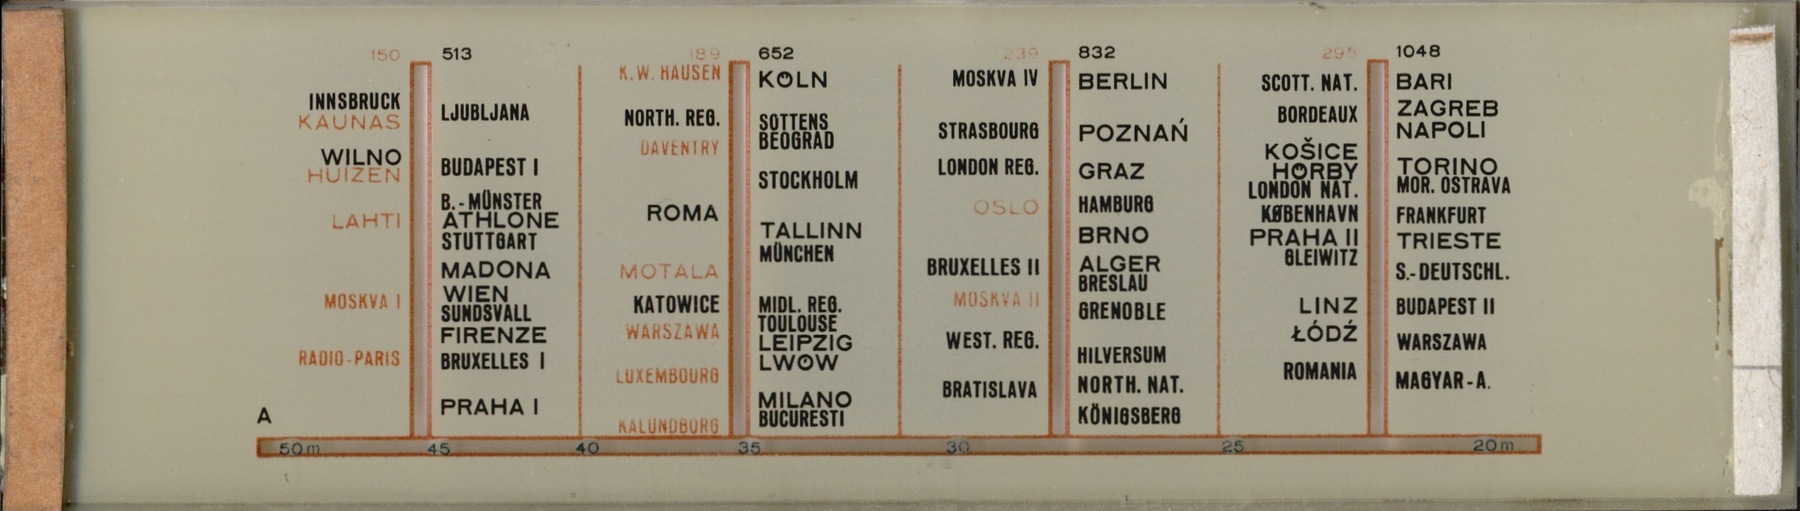 150
INNSBRUCK
KAUNAS
WILNO
HUIZEN
LAHTI
MOSKVA I
RADIO-PARIS
A
513
LJUBLJANA
BUDAPEST I
B.-MÜNSTER
ATHLONE
STUTTGART
MADONA
WIEN
SUNDSVALL
FIRENZE
BRUXELLES I
PRAHA I
189
K.W. HAUSEN
NORTH. REG.
DAVENTRY
ROMA
MOTALA
KATOWICE
WARSZAWA
LUXEMBOURG
KALUNDBORG
652
KÖLN
SOTTENS
BEOGRAD
STOCKHOLM
TALLINN
MÜNCHEN
MIDL. REG.
TOULOUSE
LEIPZIG
LWÓW
MILANO
BUCURESTI
239
MOSKVA IV
STRASBOURG
LONDON REG.
OSLO
BRUXELLES II
MOSKVA II
WEST. REG.
BRATISLAVA
832
BERLIN
POZNAŃ
GRAZ
HAMBURG
BRNO
ALGER
BRESLAU
GRENOBLE
HILVERSUM
NORTH. NAT.
KÖNIGSBERG
295
SCOTT. NAT.
BORDEAUX
KOŠICE
HÖRBY
LONDON NAT.
KØBENHAVN
PRAHA II
GLEIWITZ
LINZ
ŁÓDŹ
ROMANIA
1048
BARI
ZAGREB
NAPOLI
TORINO
MOR. OSTRAVA
FRANKFURT
TRIESTE
S.-DEUTSCHL.
BUDAPEST II
WARSZAWA
MAGYAR-A.
50m 45 40 35 30 25 20m